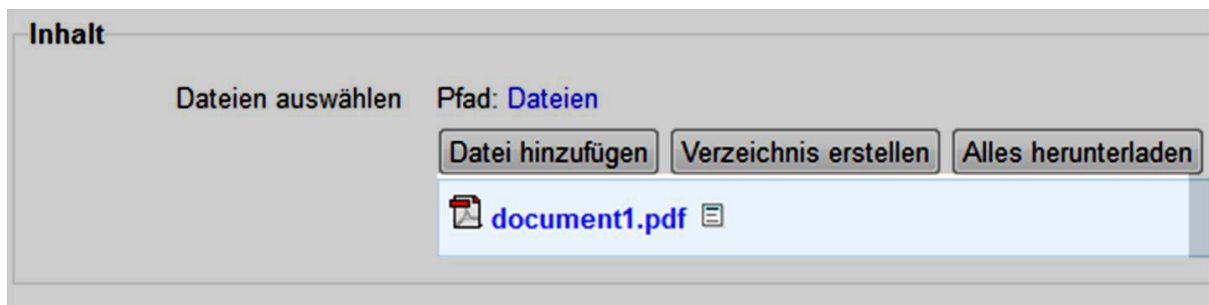 Inhalt
Dateien auswählen Pfad: Dateien
Datei hinzufügen Verzeichnis erstellen Alles herunterladen
document1.pdf